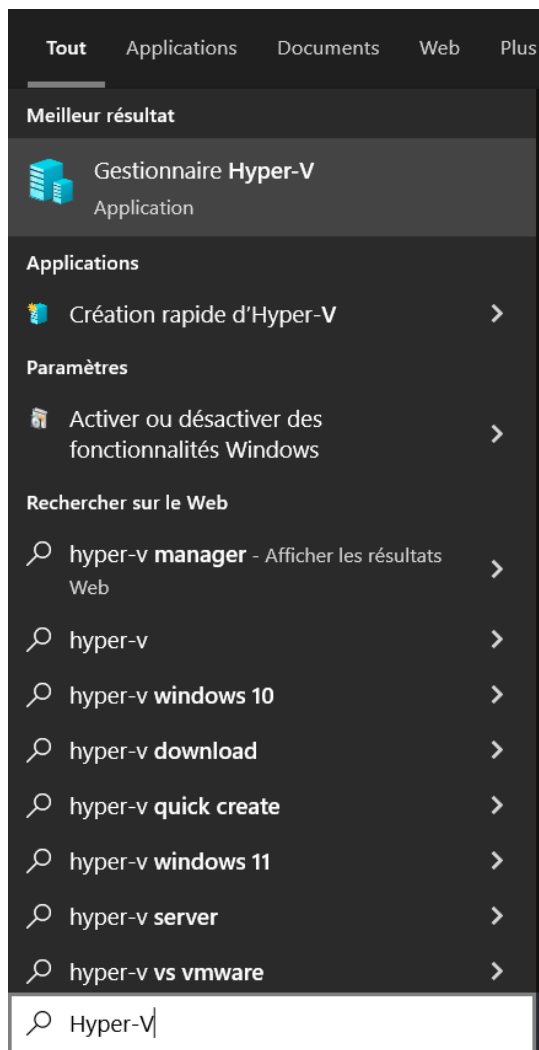 Tout Applications Documents Web Plus
Meilleur résultat
Gestionnaire Hyper-V
Application
Applications
Création rapide d'Hyper-V
Paramètres
Activer ou désactiver des
fonctionnalités Windows
Rechercher sur le Web
hyper-v manager - Afficher les résultats
Web
hyper-v
hyper-v windows 10
hyper-v download
hyper-v quick create
hyper-v windows 11
hyper-v server
hyper-v vs vmware
Hyper-V